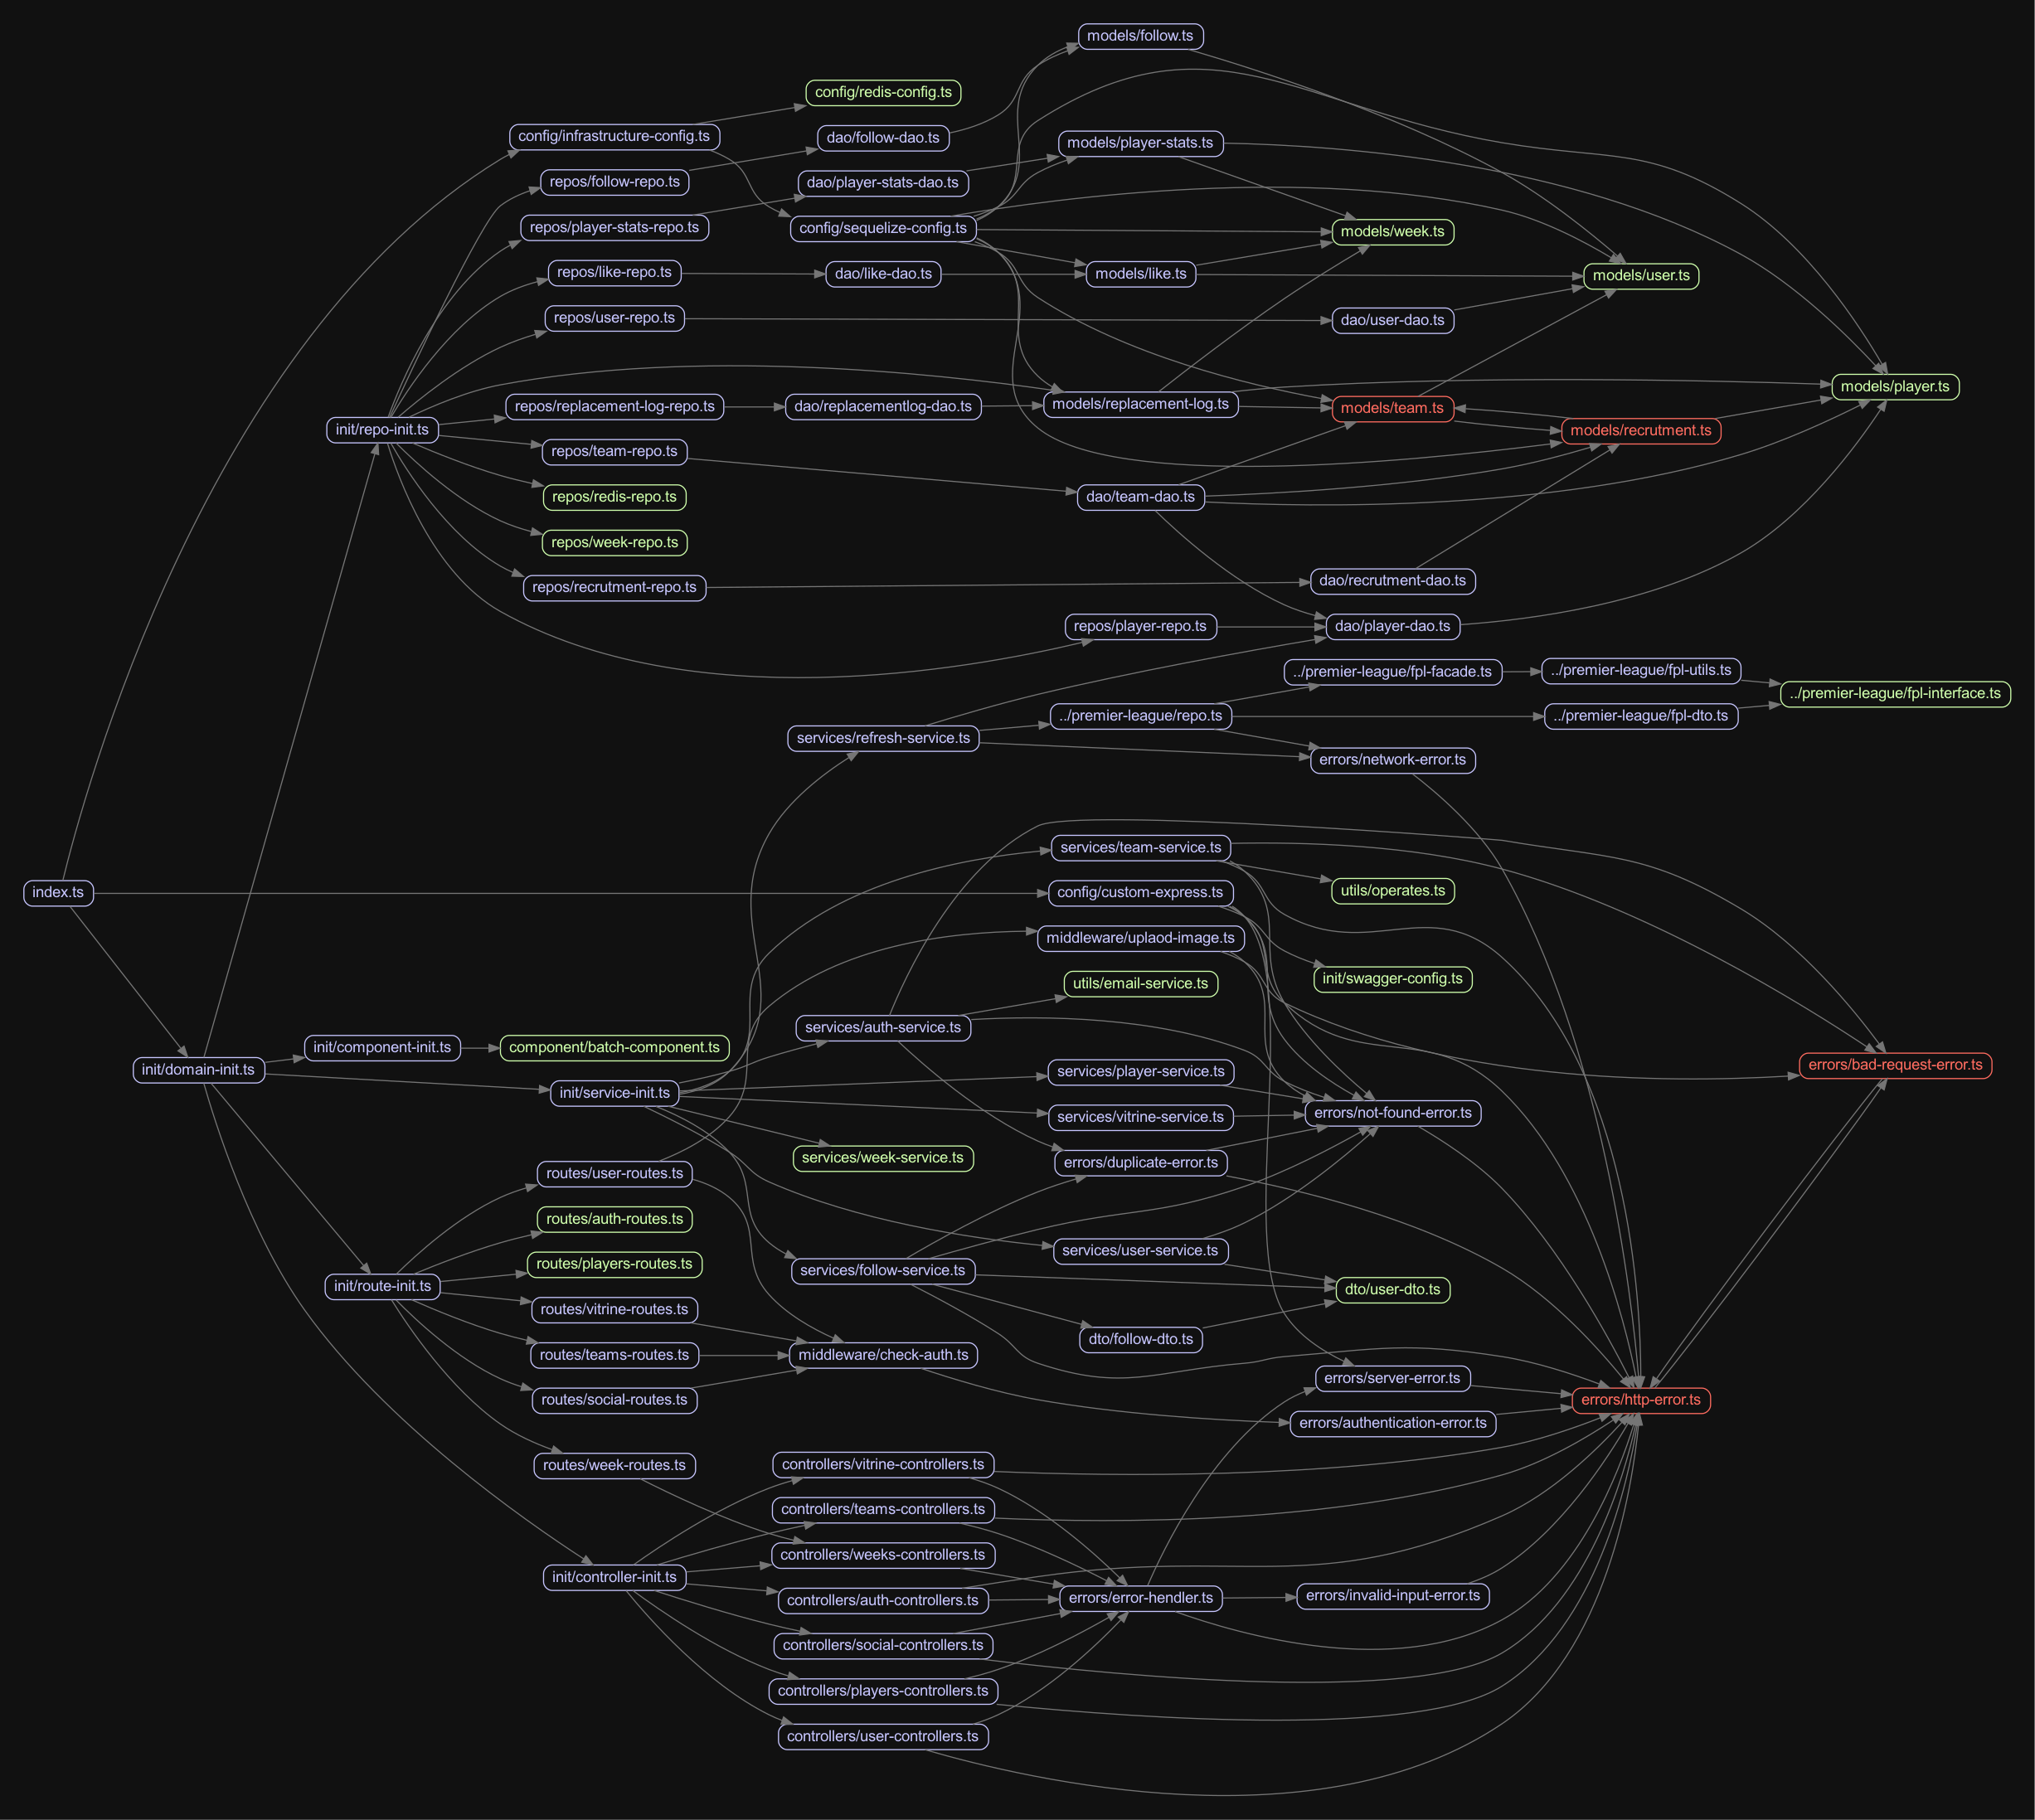 models/follow.ts
config/redis-config.ts
config/infrastructure-config.ts
dao/follow-dao.ts
models/player-stats.ts
repos/follow-repo.ts
dao/player-stats-dao.ts
repos/player-stats-repo.ts
config/sequelize-config.ts
models/week.ts
repos/like-repo.ts
dao/like-dao.ts
models/like.ts
models/user.ts
repos/user-repo.ts
dao/user-dao.ts
models/player.ts
repos/replacement-log-repo.ts
dao/replacementlog-dao.ts
models/replacement-log.ts
models/team.ts
init/repo-init.ts
models/recrutment.ts
repos/team-repo.ts
repos/redis-repo.ts
dao/team-dao.ts
repos/week-repo.ts
repos/recrutment-repo.ts
dao/recrutment-dao.ts
repos/player-repo.ts
dao/player-dao.ts
../premier-league/fpl-facade.ts
../premier-league/fpl-utils.ts
../premier-league/fpl-interface.ts
services/refresh-service.ts
../premier-league/repo.ts
../premier-league/fpl-dto.ts
errors/network-error.ts
services/team-service.ts
index.ts
config/custom-express.ts
utils/operates.ts
middleware/uplaod-image.ts
utils/email-service.ts
init/swagger-config.ts
services/auth-service.ts
init/component-init.ts
component/batch-component.ts
init/domain-init.ts
services/player-service.ts
errors/bad-request-error.ts
init/service-init.ts
services/vitrine-service.ts
errors/not-found-error.ts
services/week-service.ts
errors/duplicate-error.ts
routes/user-routes.ts
routes/auth-routes.ts
routes/players-routes.ts
services/follow-service.ts
services/user-service.ts
init/route-init.ts
dto/user-dto.ts
routes/vitrine-routes.ts
dto/follow-dto.ts
routes/teams-routes.ts
middleware/check-auth.ts
errors/server-error.ts
routes/social-routes.ts
errors/http-error.ts
errors/authentication-error.ts
routes/week-routes.ts
controllers/vitrine-controllers.ts
controllers/teams-controllers.ts
controllers/weeks-controllers.ts
init/controller-init.ts
controllers/auth-controllers.ts
errors/error-hendler.ts
errors/invalid-input-error.ts
controllers/social-controllers.ts
controllers/players-controllers.ts
controllers/user-controllers.ts